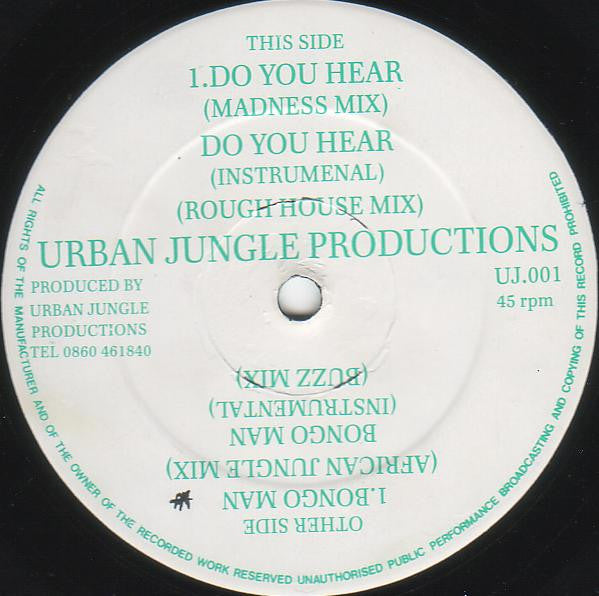 THIS SIDE
1.DO YOU HEAR
(MADNESS MIX)
DO YOU HEAR
(INSTRUMENAL)
(ROUGH HOUSE MIX)
URBAN JUNGLE PRODUCTIONS
PRODUCED BY
URBAN JUNGLE
PRODUCTIONS
TEL 0860 461840
UJ.001
45 rpm
OTHER SIDE
1.BONGO MAN
(AFRICAN JUNGLE MIX)
BONGO MAN
(INSTRUMENTAL)
(BUZZ MIX)
ALL RIGHTS OF THE MANUFACTURER AND OF THE OWNER OF THE RECORDED WORK RESERVED UNAUTHORISED PUBLIC PERFORMANCE BROADCASTING AND COPYING OF THIS RECORD PROHIBITED